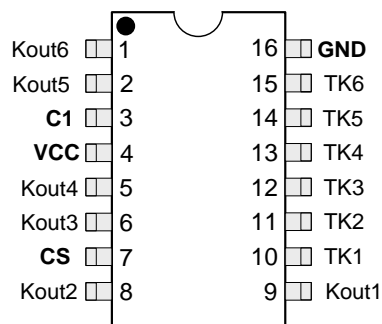 Kout6 1 16 GND
Kout5 2 15 TK6
C1 3 14 TK5
VCC 4 13 TK4
Kout4 5 12 TK3
Kout3 6 11 TK2
CS 7 10 TK1
Kout2 8 9 Kout1